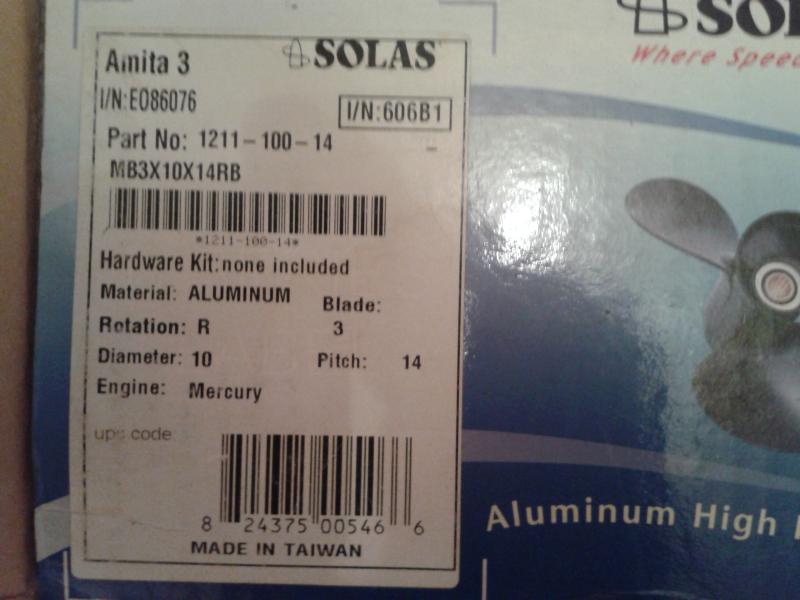 Amita 3
SOLAS
I/N:E086076
I/N:606B1
Part No: 1211-100-14
MB3X10X14RB
*1211-100-14*
Hardware Kit:none included
Material: ALUMINUM
Blade:
Rotation: R
3
Diameter: 10
Pitch: 14
Engine: Mercury
upc code
8 24375 00546 6
MADE IN TAIWAN
Where
Aluminum High